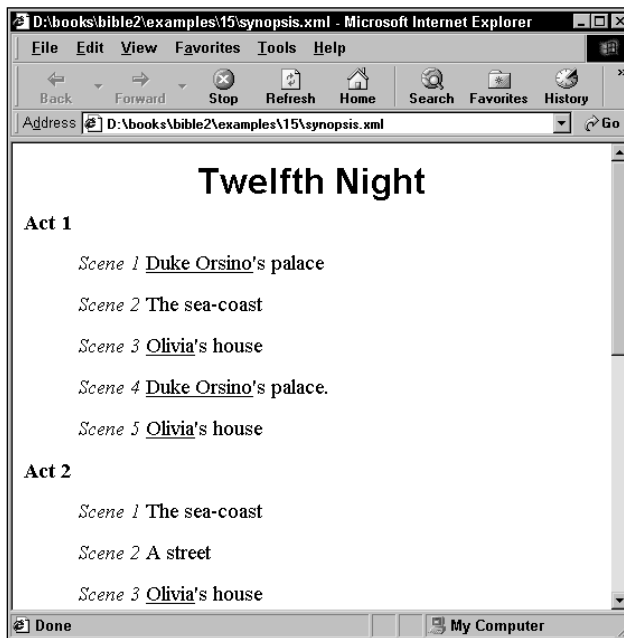 D:\books\bible2\examples\15\synopsis.xml - Microsoft Internet Explorer
File Edit View Favorites Tools Help
Back Forward Stop Refresh Home Search Favorites History »
Address D:\books\bible2\examples\15\synopsis.xml Go
Twelfth Night
Act 1
Scene 1 Duke Orsino's palace
Scene 2 The sea-coast
Scene 3 Olivia's house
Scene 4 Duke Orsino's palace.
Scene 5 Olivia's house
Act 2
Scene 1 The sea-coast
Scene 2 A street
Scene 3 Olivia's house
Done My Computer